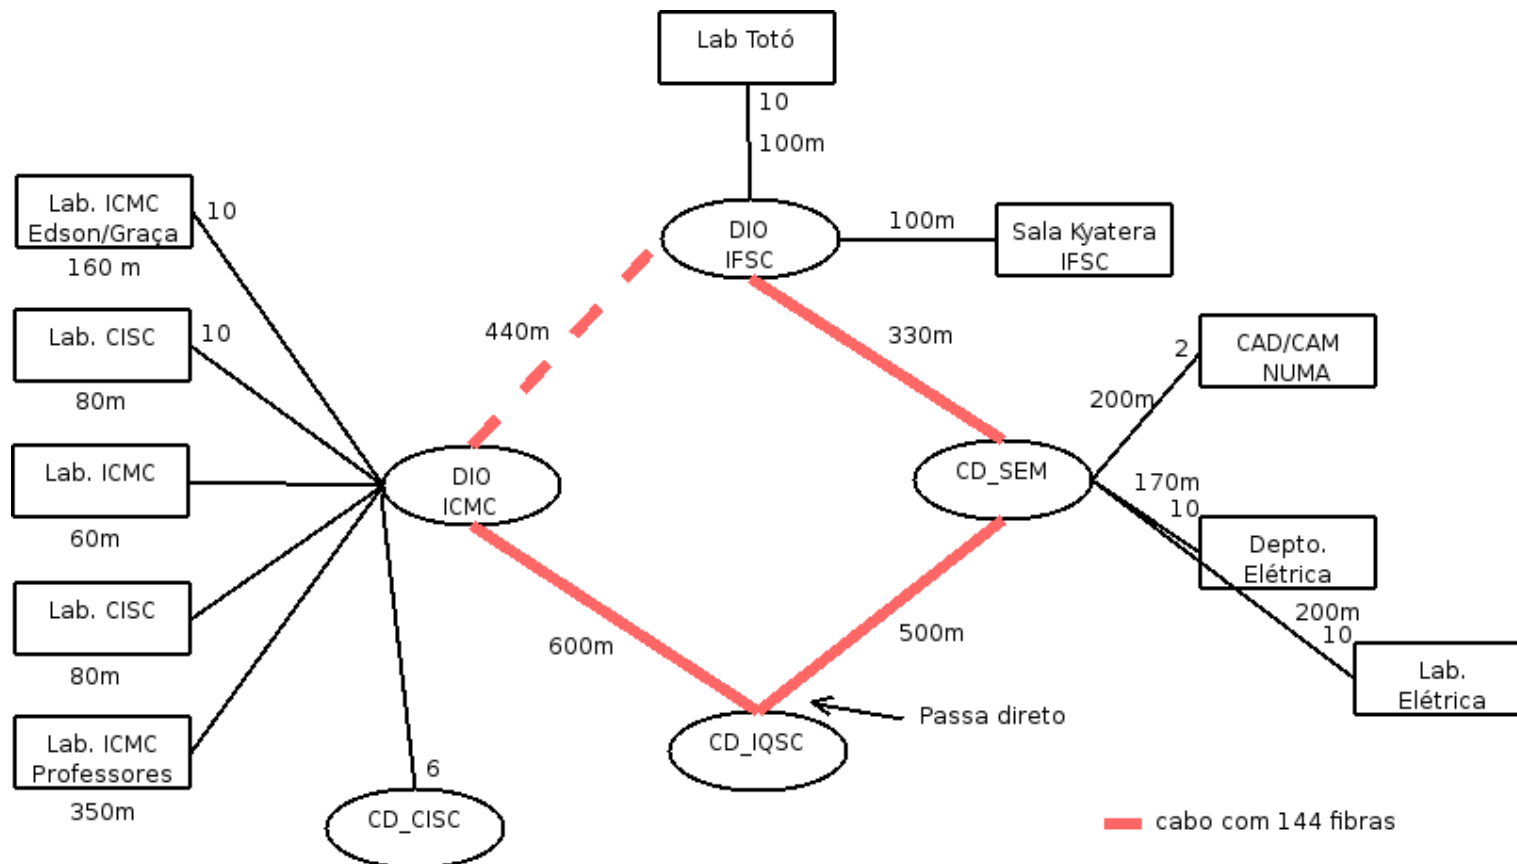 Lab Totó
10
100m
DIO
IFSC
100m
Sala Kyatera
IFSC
Lab. ICMC
Edson/Graça
10
160 m
440m
330m
Lab. CISC
10
80m
CAD/CAM
NUMA
2
200m
Lab. ICMC
60m
DIO
ICMC
CD_SEM
170m
10
Depto.
Elétrica
Lab. CISC
80m
200m
10
Lab.
Elétrica
600m
500m
Passa direto
CD_IQSC
Lab. ICMC
Professores
350m
6
CD_CISC
cabo com 144 fibras